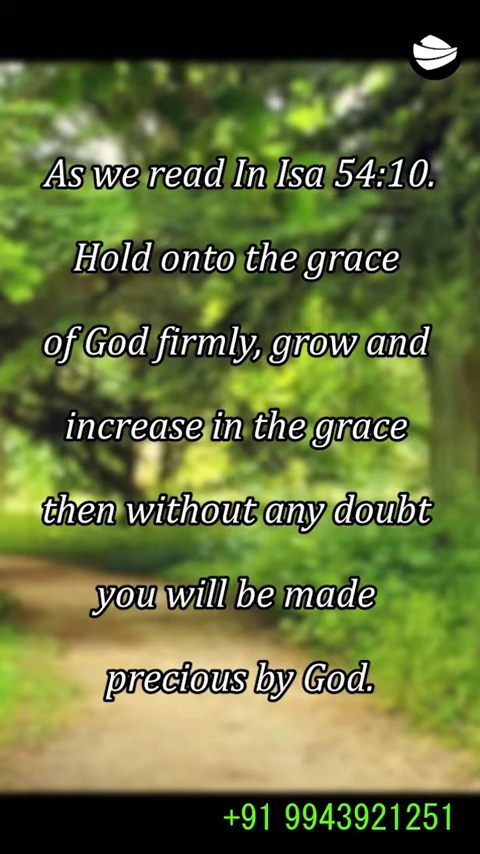 As we read In Isa 54:10.
Hold onto the grace
of God firmly, grow and
increase in the grace
then without any doubt
you will be made
precious by God.
+91 9943921251